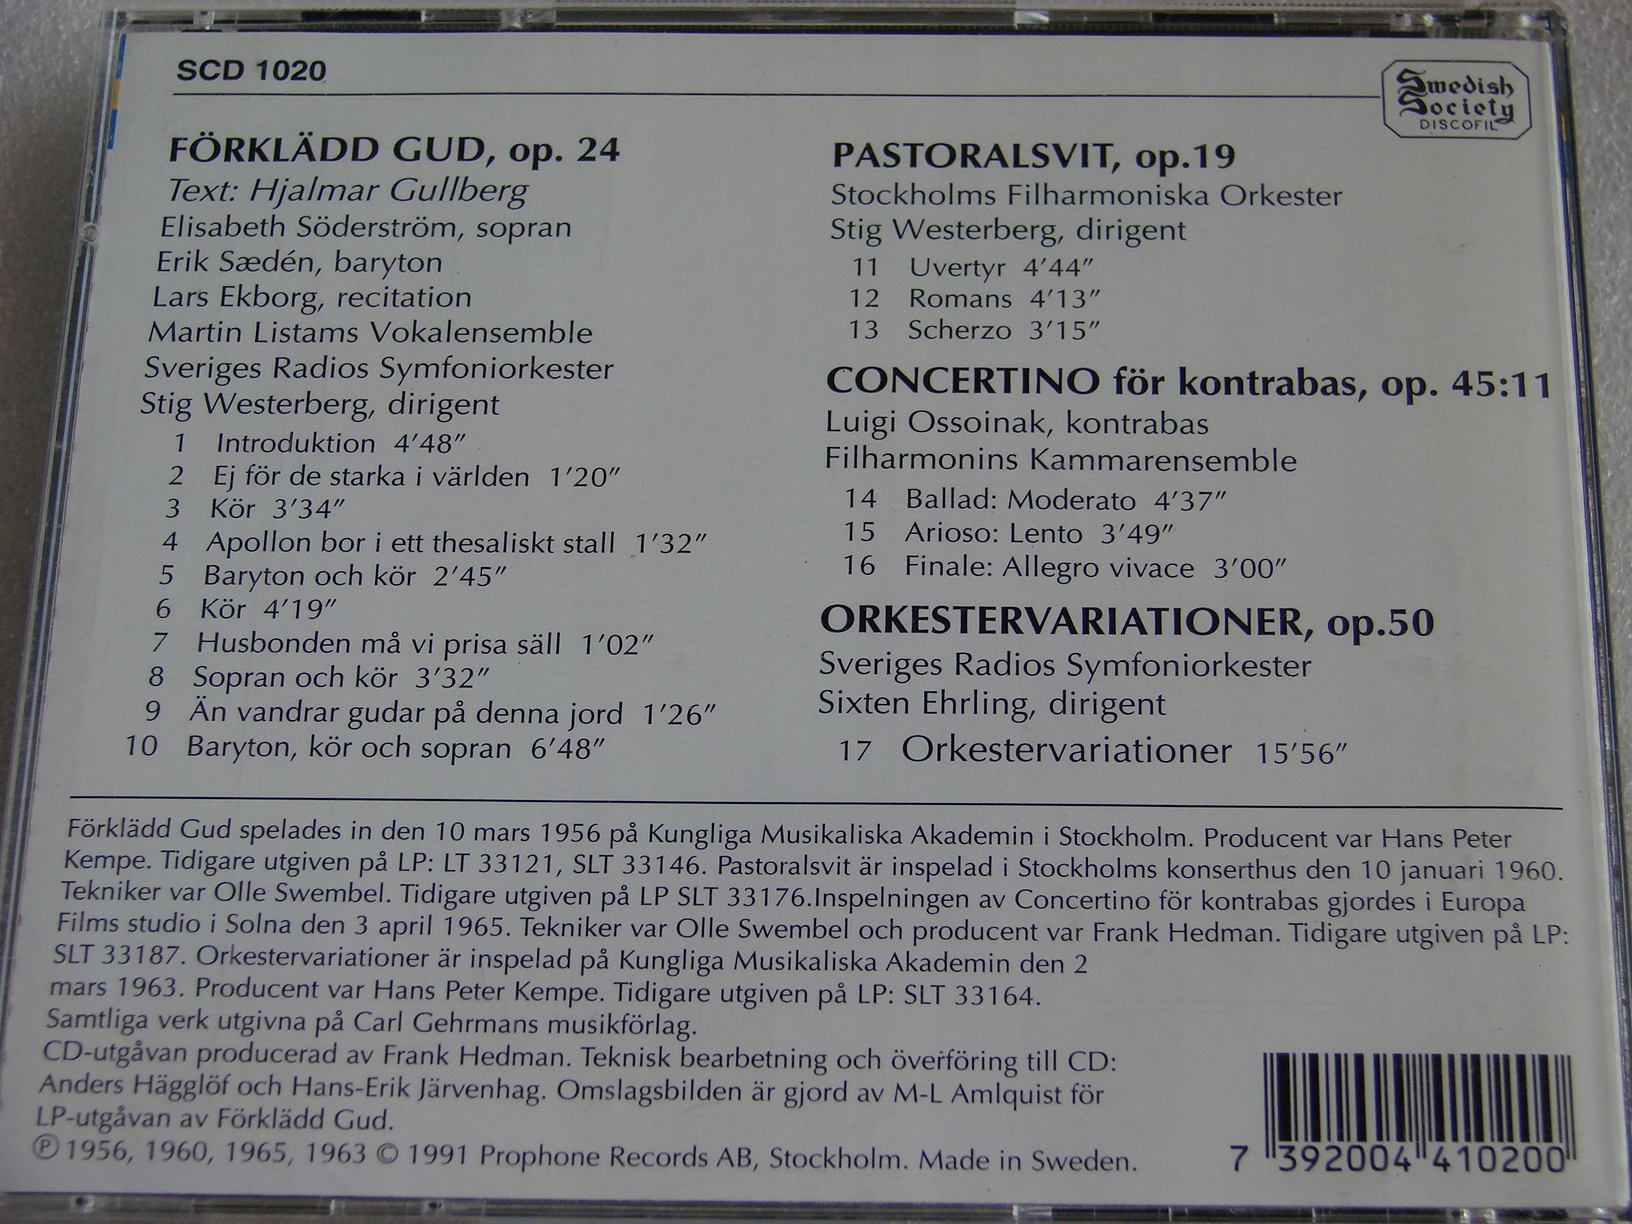 SCD 1020
Swedish
Society
DISCOFIL
FÖRKLÄDD GUD, op. 24
Text: Hjalmar Gullberg
Elisabeth Söderström, sopran
Erik Sædén, baryton
Lars Ekborg, recitation
Martin Listams Vokalensemble
Sveriges Radios Symfoniorkester
Stig Westerberg, dirigent
1 Introduktion 4'48"
2 Ej för de starka i världen 1'20"
3 Kör 3'34"
4 Apollon bor i ett thesaliskt stall 1'32"
5 Baryton och kör 2'45"
6 Kör 4'19"
7 Husbonden må vi prisa säll 1'02"
8 Sopran och kör 3'32"
9 Än vandrar gudar på denna jord 1'26"
10 Baryton, kör och sopran 6'48"
PASTORALSVIT, op.19
Stockholms Filharmoniska Orkester
Stig Westerberg, dirigent
11 Uvertyr 4'44"
12 Romans 4'13"
13 Scherzo 3'15"
CONCERTINO för kontrabas, op. 45:11
Luigi Ossoinak, kontrabas
Filharmonins Kammarensemble
14 Ballad: Moderato 4'37"
15 Arioso: Lento 3'49"
16 Finale: Allegro vivace 3'00"
ORKESTERVARIATIONER, op.50
Sveriges Radios Symfoniorkester
Sixten Ehrling, dirigent
17 Orkestervariationer 15'56"
Förklädd Gud spelades in den 10 mars 1956 på Kungliga Musikaliska Akademin i Stockholm. Producent var Hans Peter
Kempe. Tidigare utgiven på LP: LT 33121, SLT 33146. Pastoralsvit är inspelad i Stockholms konserthus den 10 januari 1960.
Tekniker var Olle Swembel. Tidigare utgiven på LP SLT 33176.Inspelningen av Concertino för kontrabas gjordes i Europa
Films studio i Solna den 3 april 1965. Tekniker var Olle Swembel och producent var Frank Hedman. Tidigare utgiven på LP:
SLT 33187. Orkestervariationer är inspelad på Kungliga Musikaliska Akademin den 2
mars 1963. Producent var Hans Peter Kempe. Tidigare utgiven på LP: SLT 33164.
Samtliga verk utgivna på Carl Gehrmans musikförlag.
CD-utgåvan producerad av Frank Hedman. Teknisk bearbetning och överföring till CD:
Anders Hägglöf och Hans-Erik Järvenhag. Omslagsbilden är gjord av M-L Amlquist för
LP-utgåvan av Förklädd Gud.
℗ 1956, 1960, 1965, 1963 © 1991 Prophone Records AB, Stockholm. Made in Sweden.
7 392004 410200